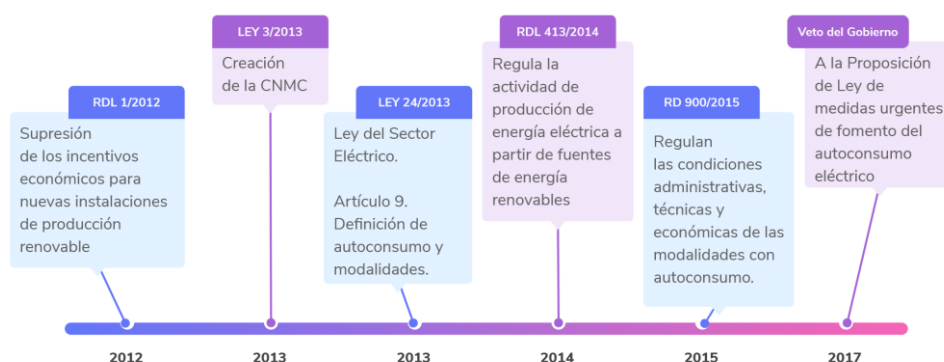 RDL 1/2012
Supresión
de los incentivos
económicos para
nuevas instalaciones
de producción
renovable
LEY 3/2013
Creación
de la CNMC
LEY 24/2013
Ley del Sector
Eléctrico.
Artículo 9.
Definición de
autoconsumo y
modalidades.
RDL 413/2014
Regula la
actividad de
producción de
energía eléctrica a
partir de fuentes
de energía
renovables
RD 900/2015
Regulan
las condiciones
administrativas,
técnicas y
económicas de las
modalidades con
autoconsumo.
Veto del Gobierno
A la Proposición
de Ley de
medidas urgentes
de fomento del
autoconsumo
eléctrico
2012
2013
2013
2014
2015
2017